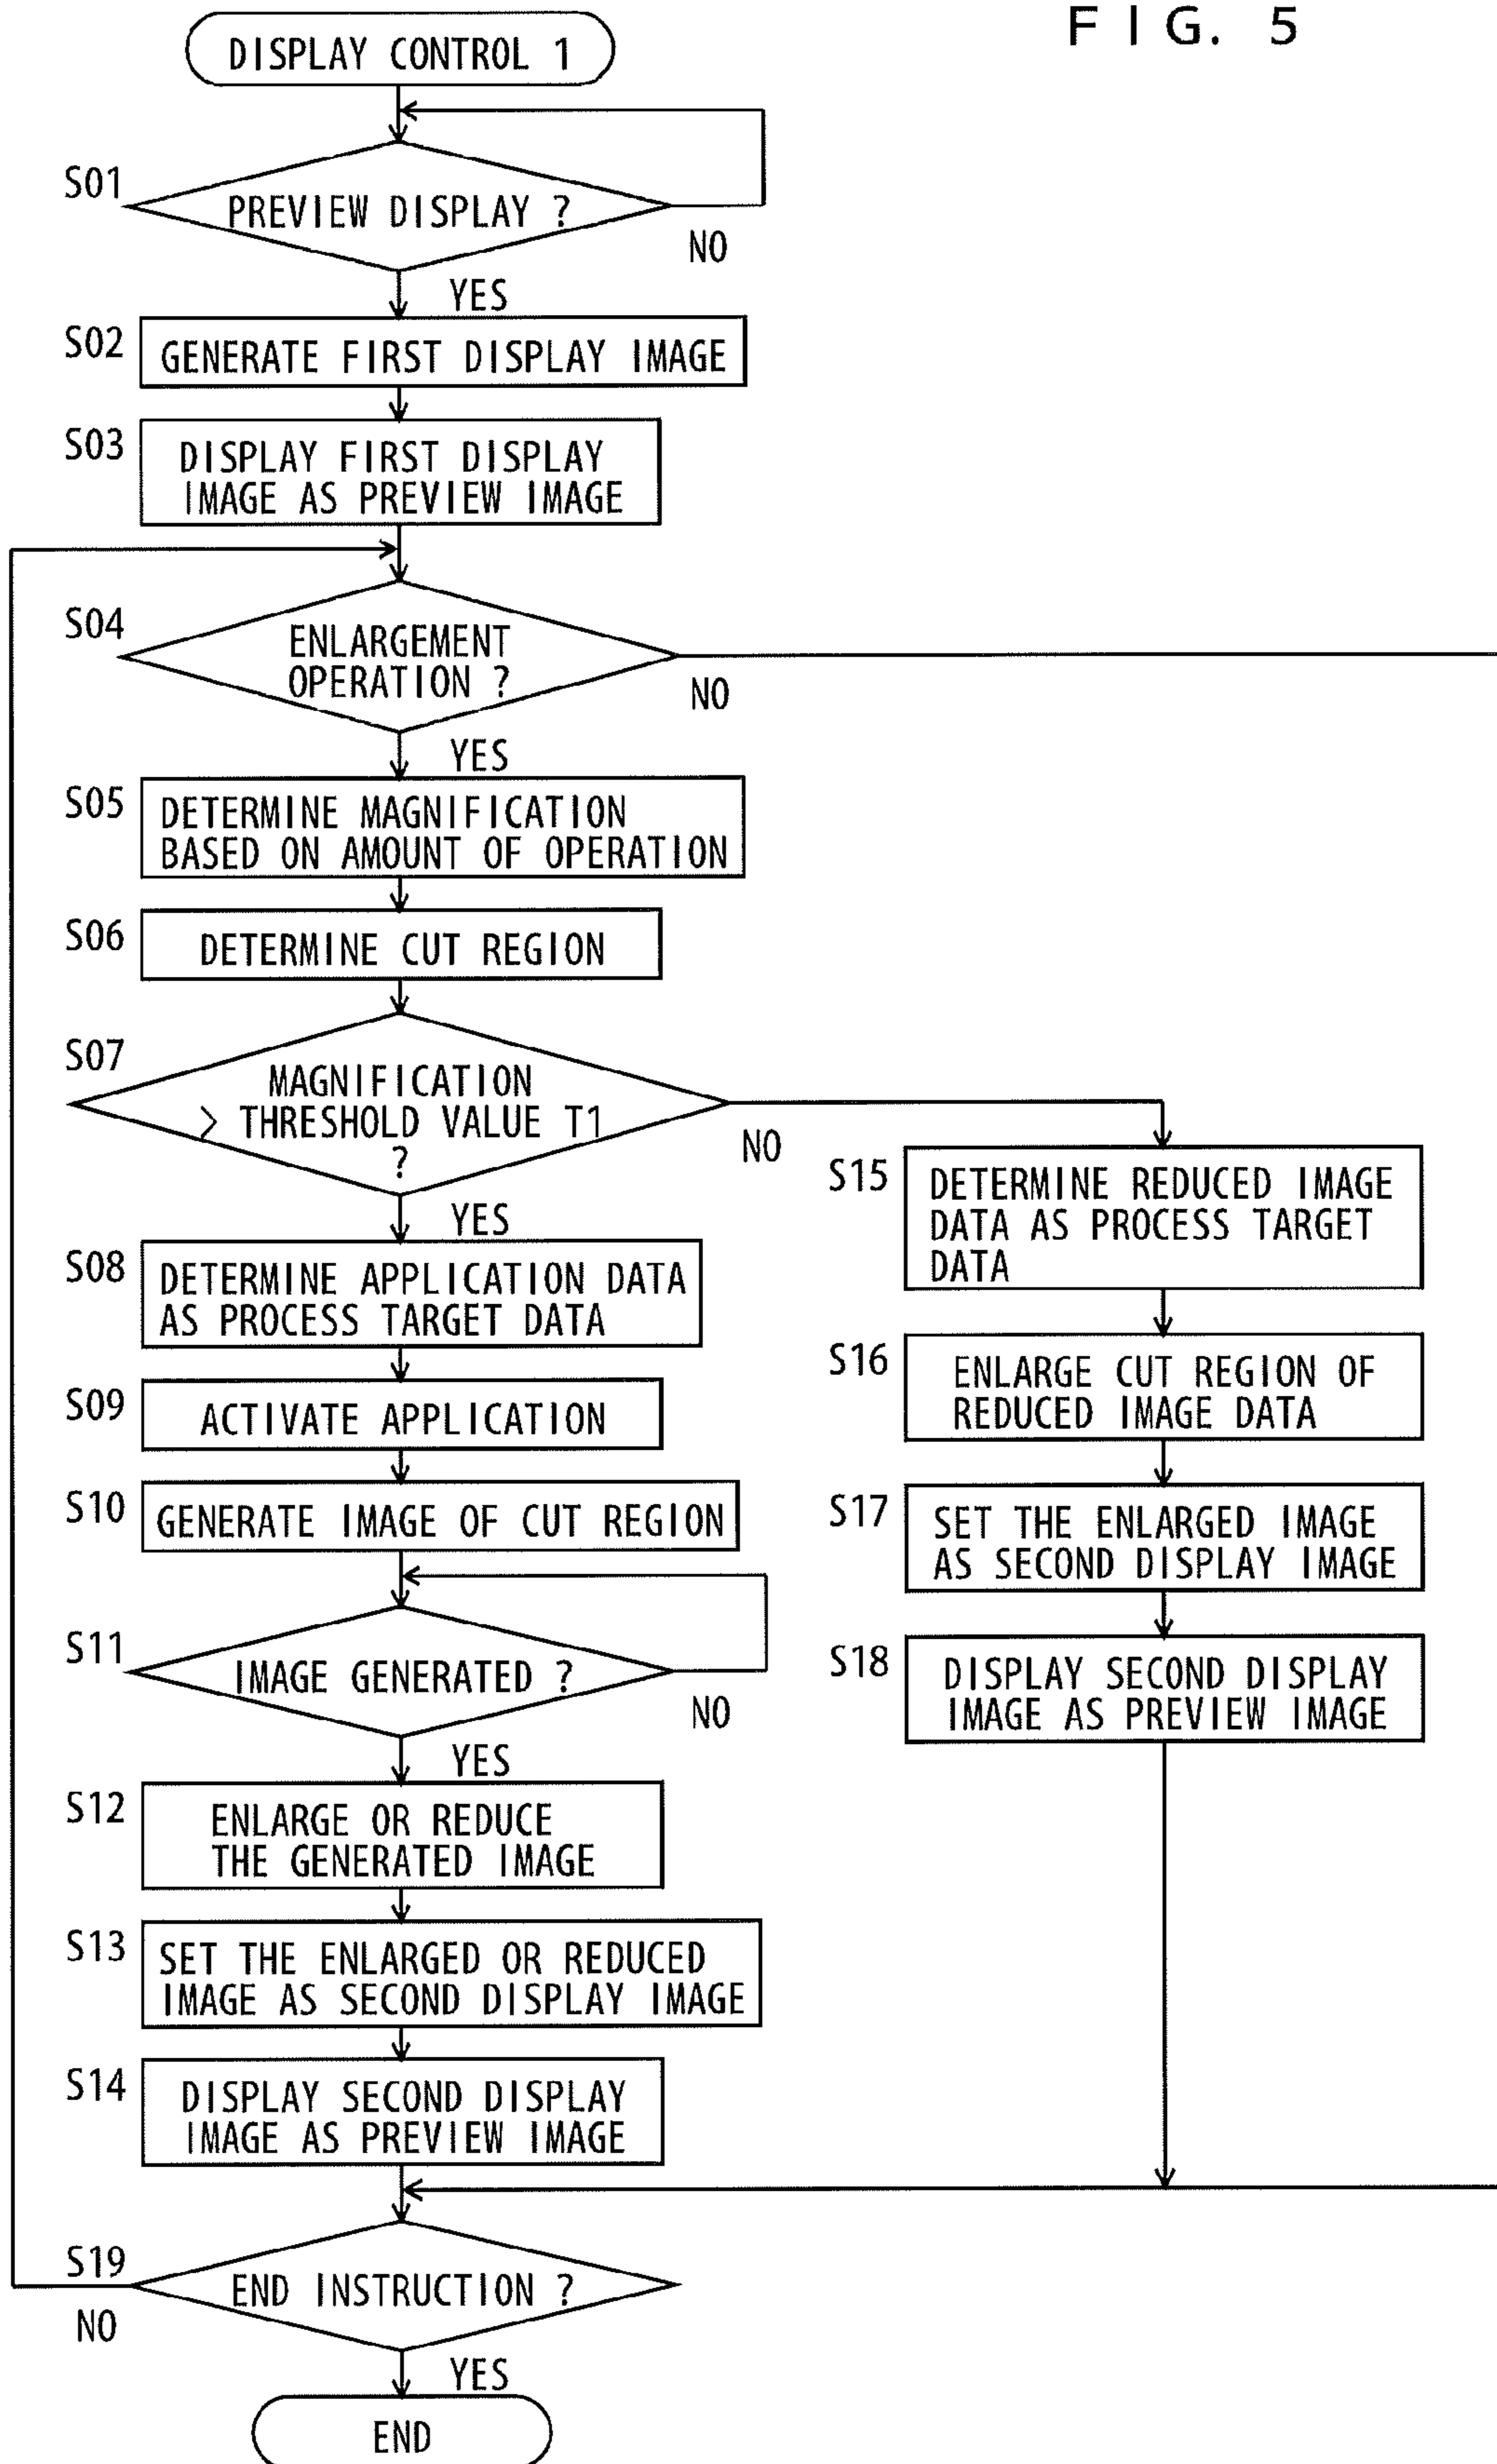 FIG. 5
DISPLAY CONTROL 1
S01
PREVIEW DISPLAY ?
NO
YES
S02
GENERATE FIRST DISPLAY IMAGE
S03
DISPLAY FIRST DISPLAY
IMAGE AS PREVIEW IMAGE
S04
ENLARGEMENT
OPERATION ?
NO
YES
S05
DETERMINE MAGNIFICATION
BASED ON AMOUNT OF OPERATION
S06
DETERMINE CUT REGION
S07
MAGNIFICATION
> THRESHOLD VALUE T1
?
NO
YES
S08
DETERMINE APPLICATION DATA
AS PROCESS TARGET DATA
S09
ACTIVATE APPLICATION
S10
GENERATE IMAGE OF CUT REGION
S11
IMAGE GENERATED ?
NO
YES
S12
ENLARGE OR REDUCE
THE GENERATED IMAGE
S13
SET THE ENLARGED OR REDUCED
IMAGE AS SECOND DISPLAY IMAGE
S14
DISPLAY SECOND DISPLAY
IMAGE AS PREVIEW IMAGE
S15
DETERMINE REDUCED IMAGE
DATA AS PROCESS TARGET
DATA
S16
ENLARGE CUT REGION OF
REDUCED IMAGE DATA
S17
SET THE ENLARGED IMAGE
AS SECOND DISPLAY IMAGE
S18
DISPLAY SECOND DISPLAY
IMAGE AS PREVIEW IMAGE
S19
END INSTRUCTION ?
NO
YES
END